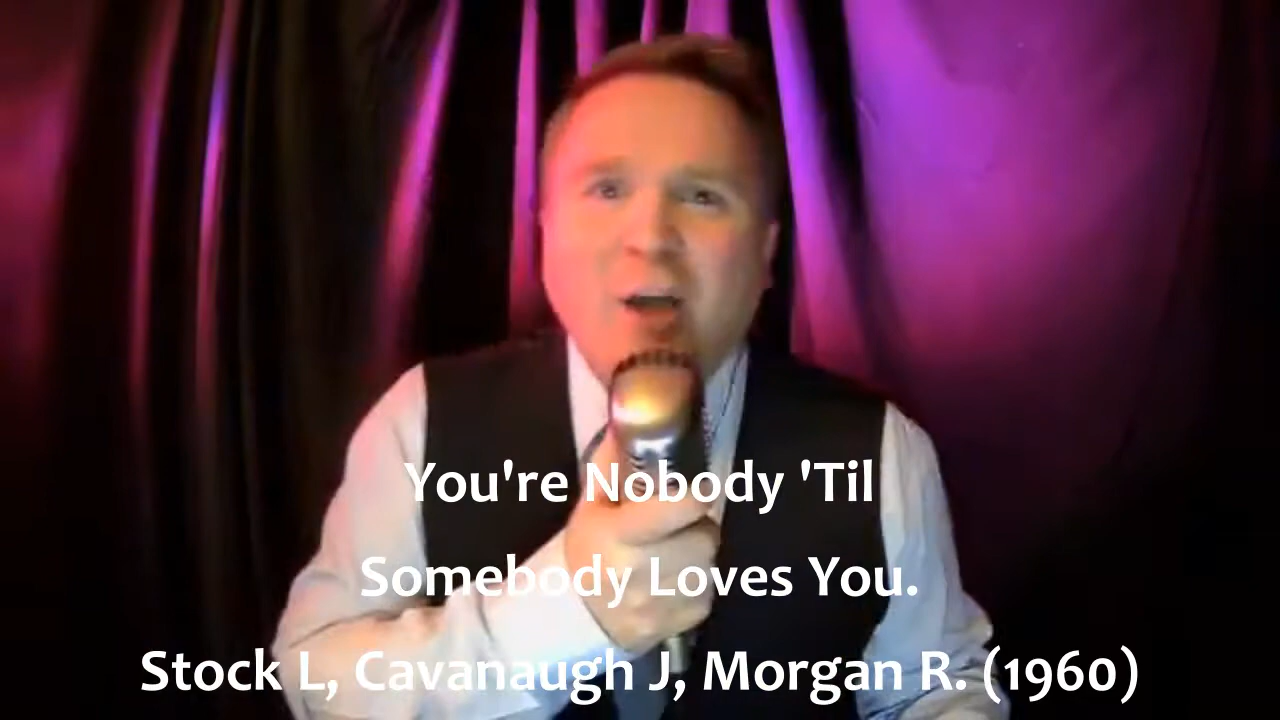 You're Nobody 'Til
Somebody Loves You.
Stock L, Cavanaugh J, Morgan R. (1960)